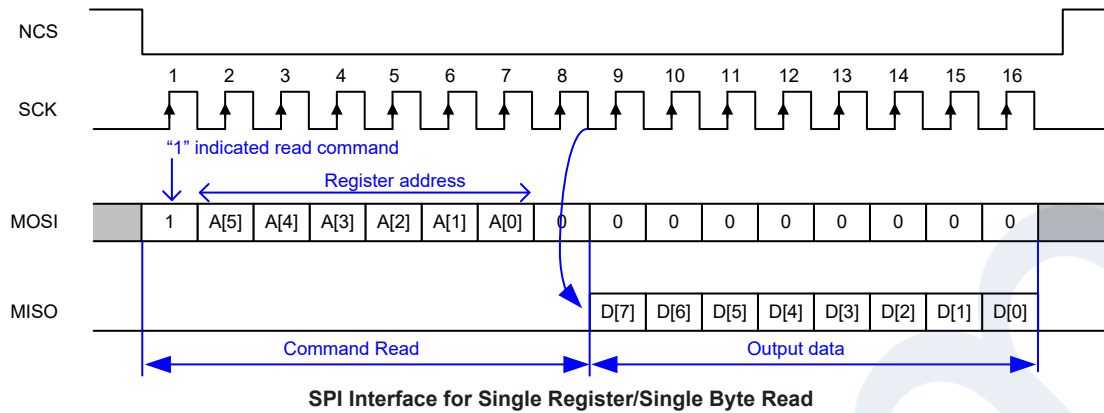 NCS
1 2 3 4 5 6 7 8 9 10 11 12 13 14 15 16
SCK
“1” indicated read command
Register address
MOSI 1 A[5] A[4] A[3] A[2] A[1] A[0] 0 0 0 0 0 0 0 0 0
MISO D[7] D[6] D[5] D[4] D[3] D[2] D[1] D[0]
Command Read Output data
SPI Interface for Single Register/Single Byte Read